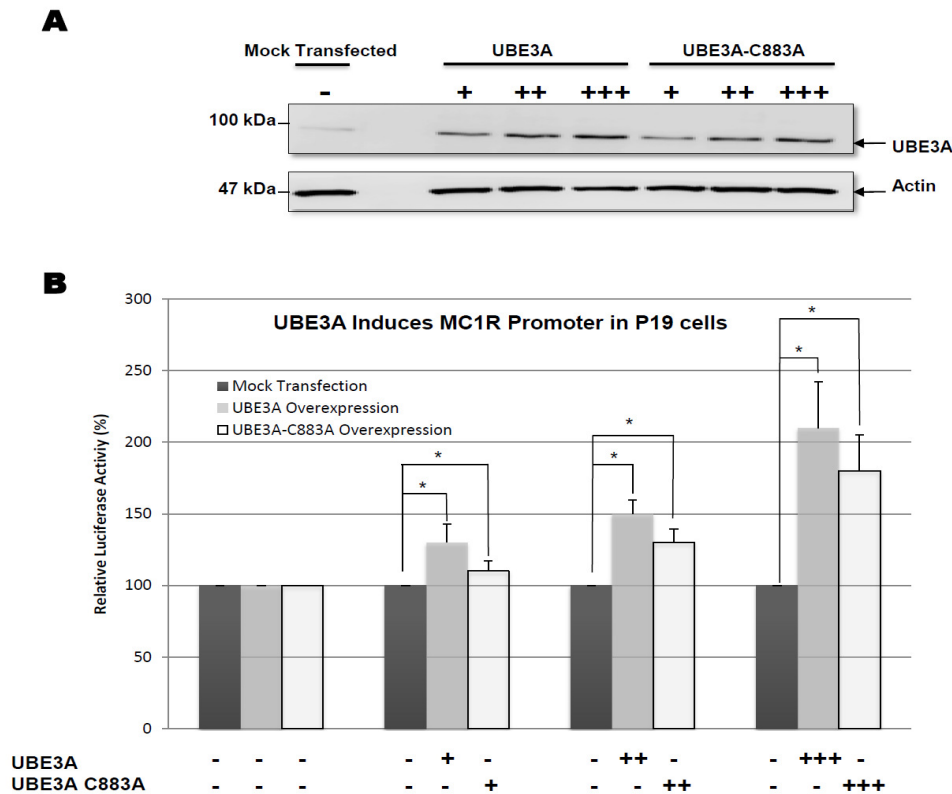 A
Mock Transfected UBE3A UBE3A-C883A
- + ++ +++ + ++ +++
100 kDa
UBE3A
47 kDa
Actin
B
300
UBE3A Induces MC1R Promoter in P19 cells
250
200
150
100
50
0
Relative Luciferase Activiy (%)
Mock Transfection
UBE3A Overexpression
UBE3A-C883A Overexpression
* *
* *
* *
UBE3A - - - - + - - ++ - - +++ -
UBE3A C883A - - - - - + - - ++ - - +++